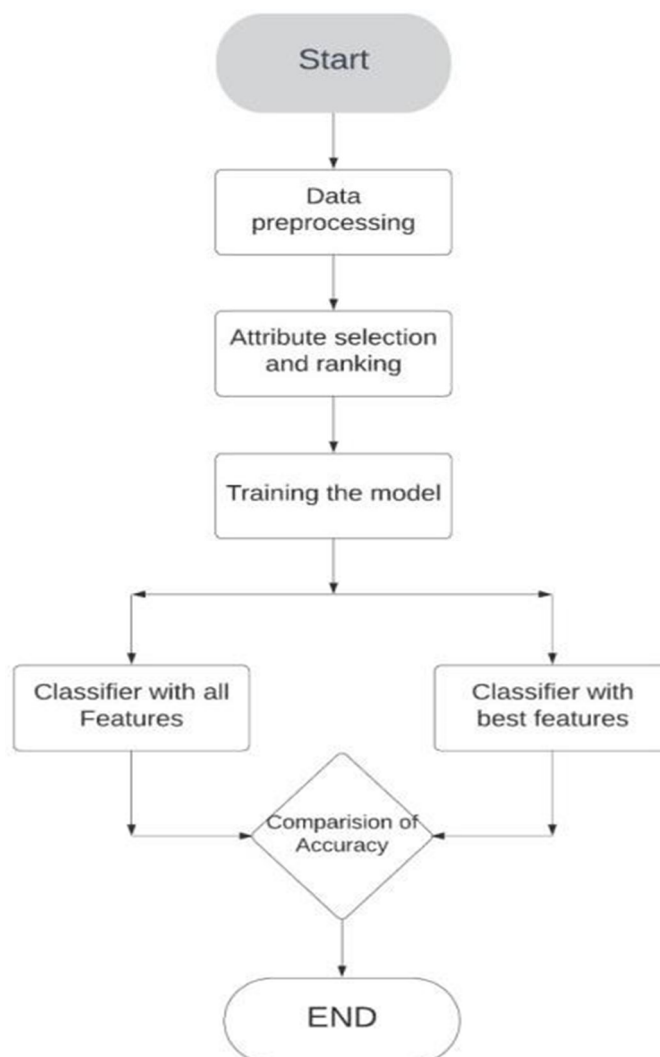 Start
Data
preprocessing
Attribute selection
and ranking
Training the model
Classifier with all
Features
Classifier with
best features
Comparision of
Accuracy
END